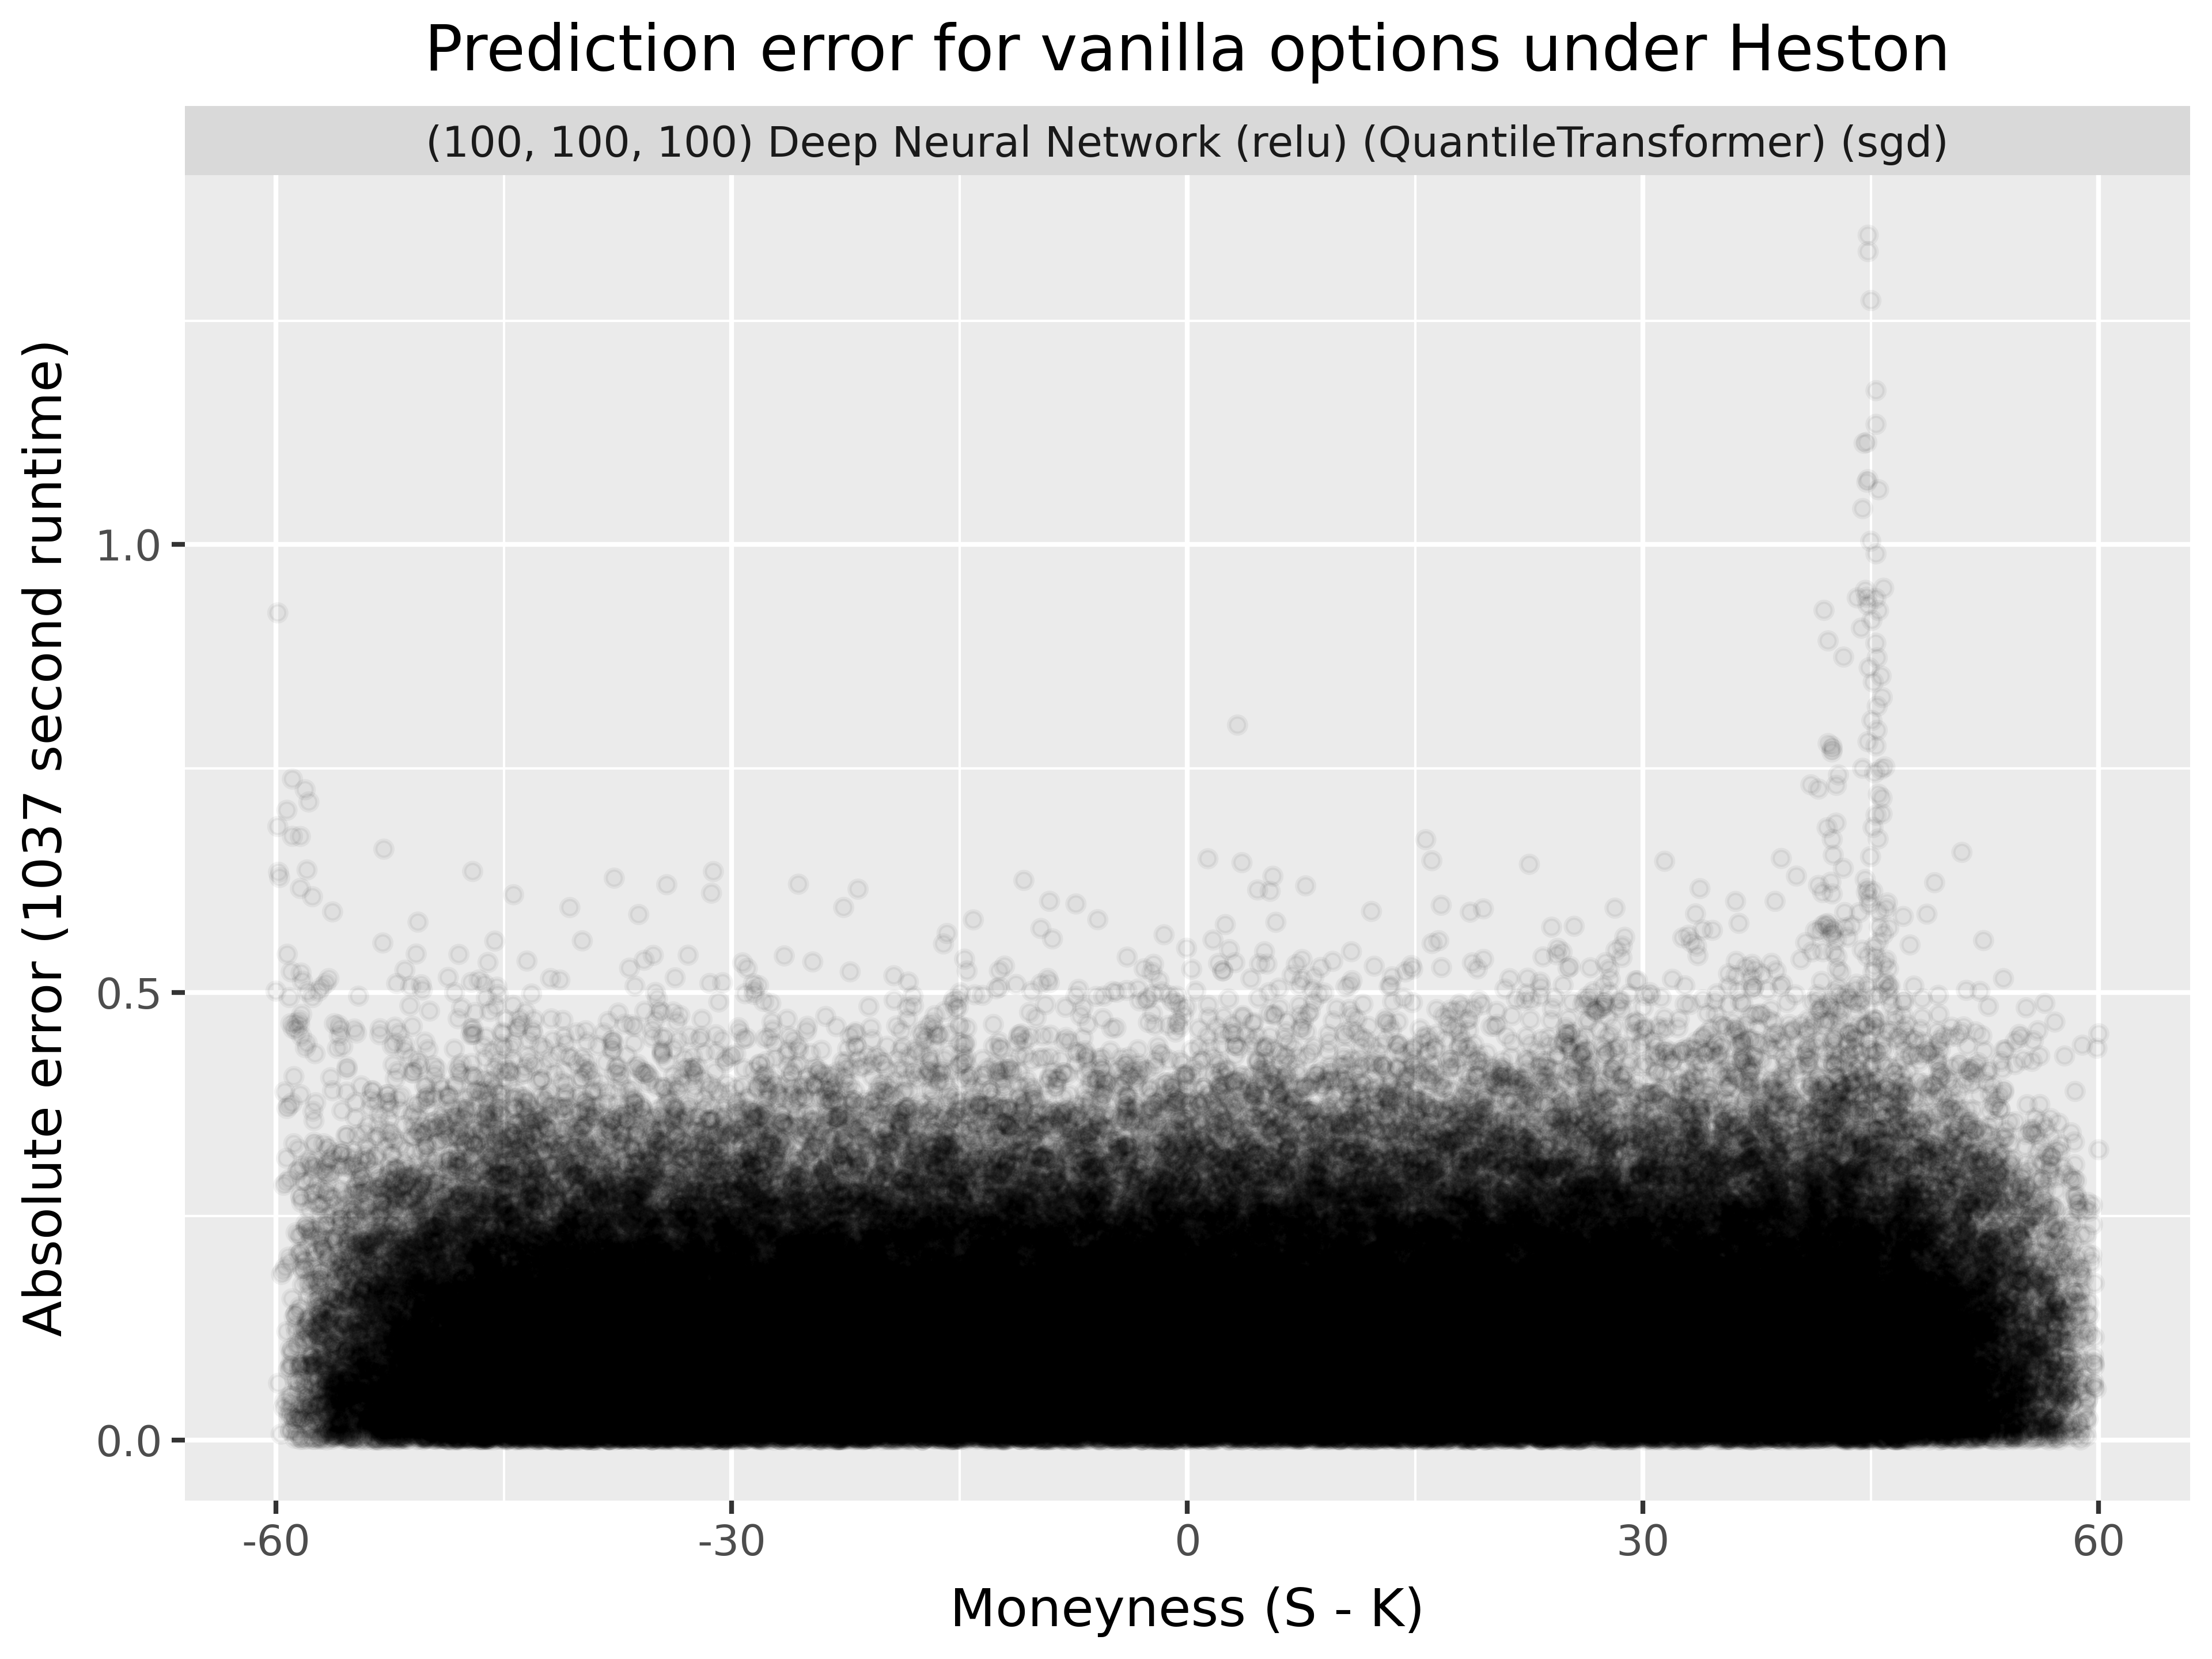 Prediction error for vanilla options under Heston
(100, 100, 100) Deep Neural Network (relu) (QuantileTransformer) (sgd)
Absolute error (1037 second runtime)
1.0
0.5
0.0
-60
-30
0
30
60
Moneyness (S - K)